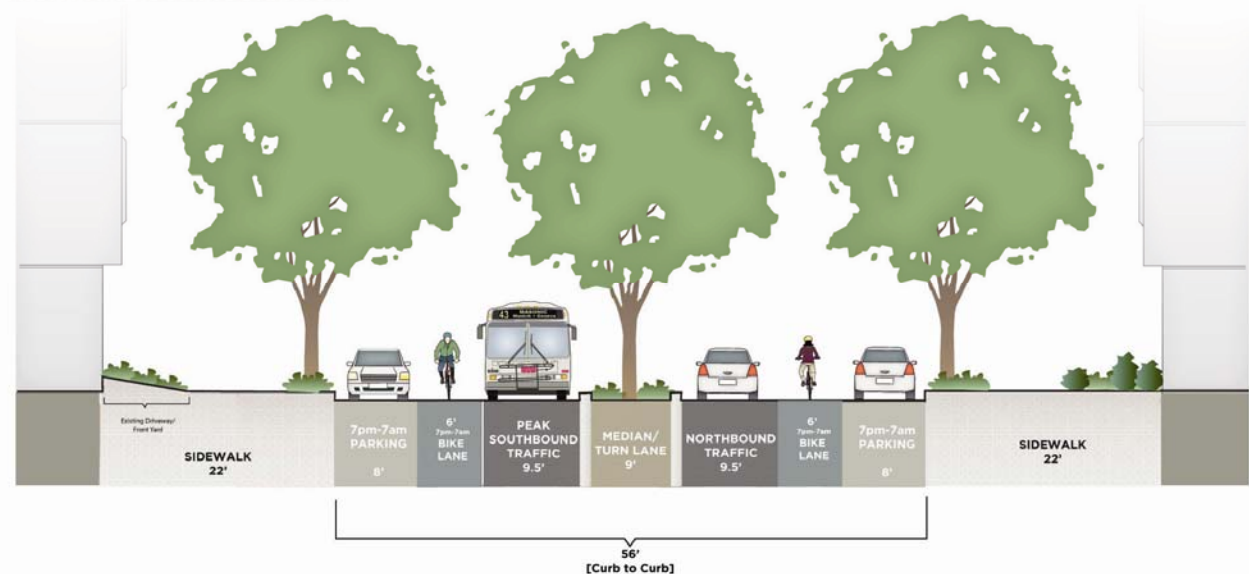 43 MASONIC
Existing Driveway/
Front Yard
SIDEWALK
22'
7pm-7am
PARKING
8'
6'
7pm-7am
BIKE
LANE
PEAK
SOUTHBOUND
TRAFFIC
9.5'
MEDIAN/
TURN LANE
9'
NORTHBOUND
TRAFFIC
9.5'
6'
7pm-7am
BIKE
LANE
7pm-7am
PARKING
8'
SIDEWALK
22'
56'
[Curb to Curb]